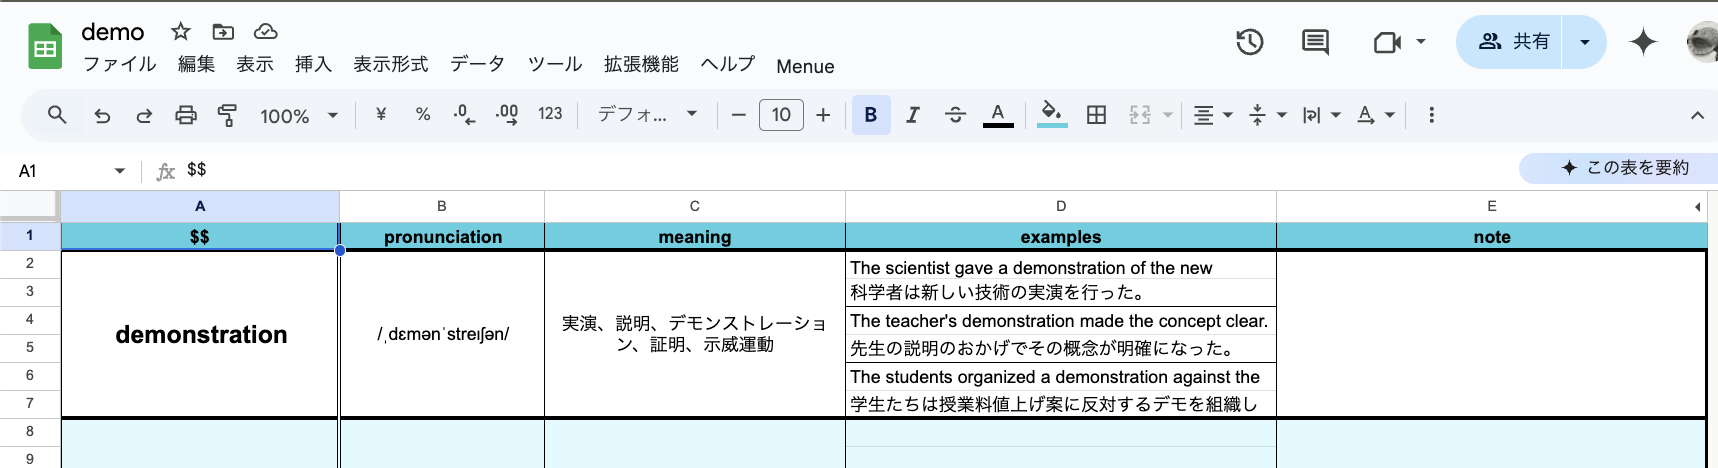 demo
ファイル 編集 表示 挿入 表示形式 データ ツール 拡張機能 ヘルプ Menue
共有
100% ¥ % .0 .00 123 デフォ... 10 B I A A
A1 fx $$
この表を要約
A B C D E
1 $$ pronunciation meaning examples note
2 The scientist gave a demonstration of the new
3 科学者は新しい技術の実演を行った。
4 The teacher's demonstration made the concept clear.
demonstration /ˌdɛmənˈstreɪʃən/ 実演、説明、デモンストレーショ
ン、証明、示威運動
5 先生の説明のおかげでその概念が明確になった。
6 The students organized a demonstration against the
7 学生たちは授業料値上げ案に反対するデモを組織し
8
9